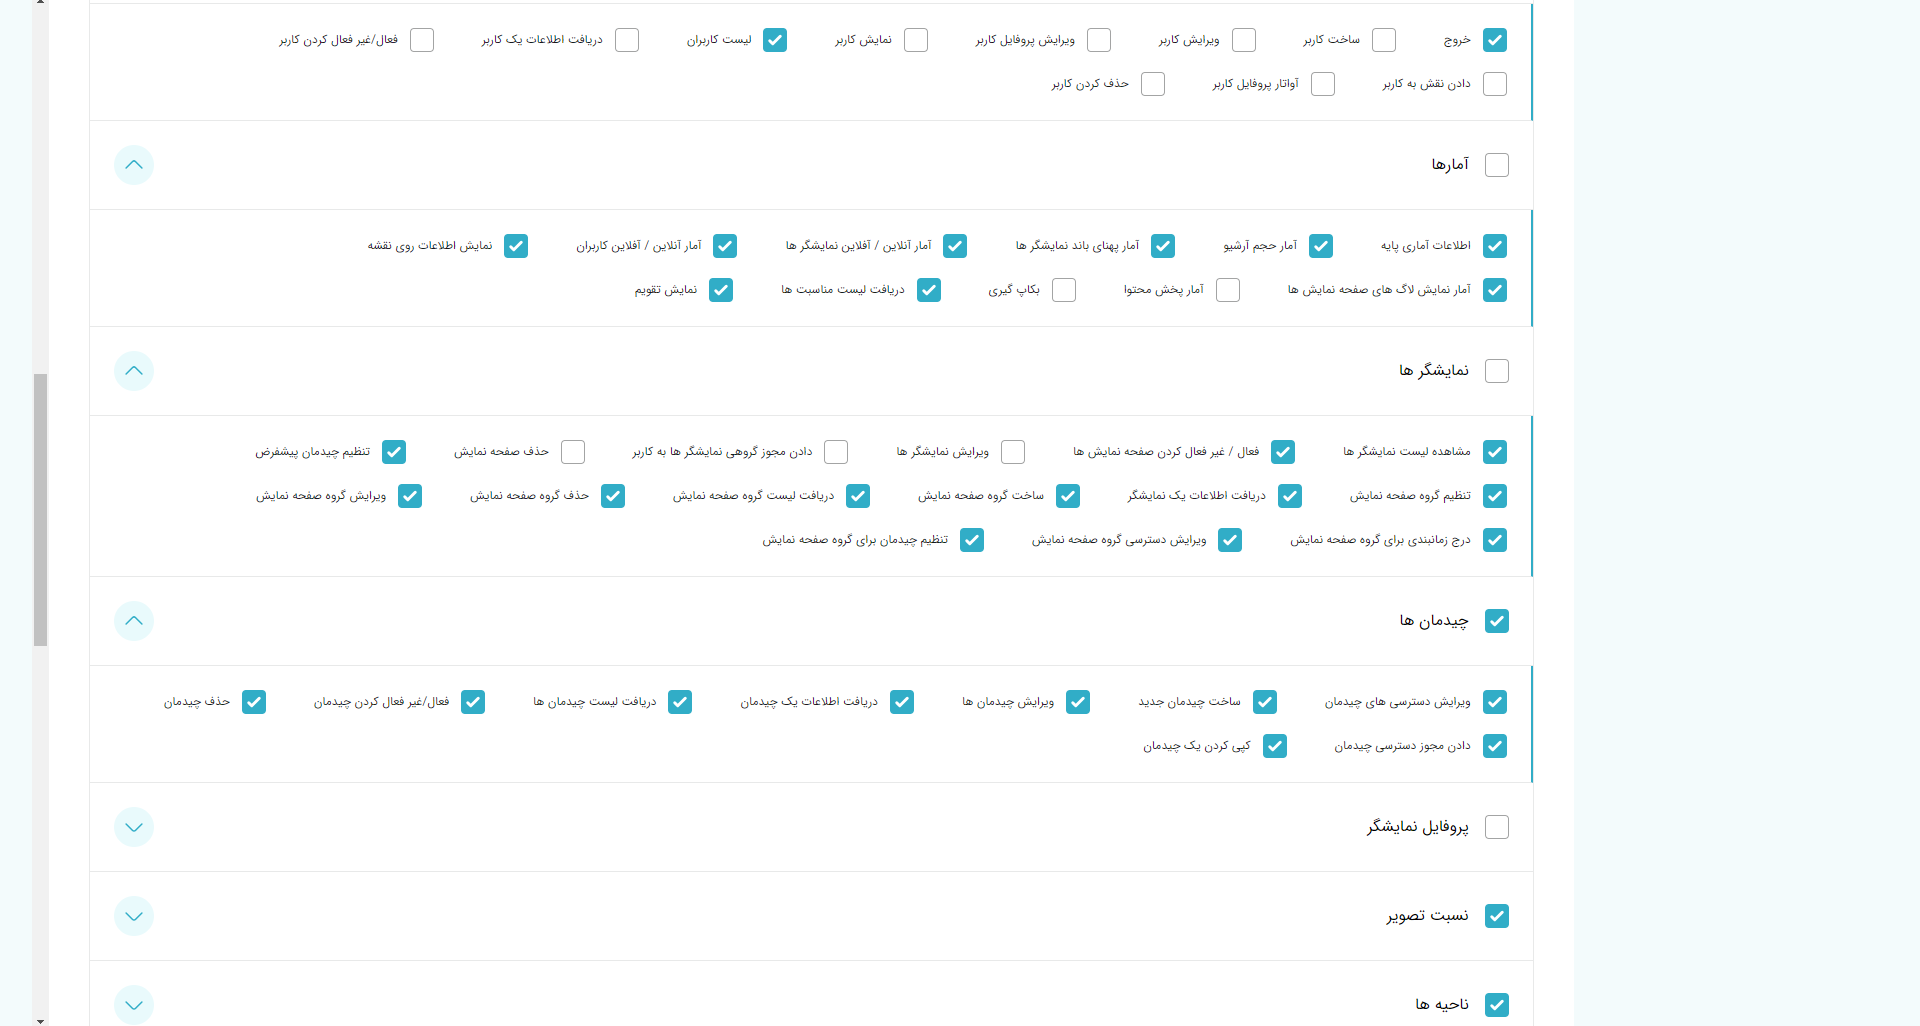 خروج ساخت کاربر ویرایش کاربر ویرایش پروفایل کاربر نمایش کاربر لیست کاربران دریافت اطلاعات یک کاربر فعال/غیر فعال کردن کاربر
دادن نقش به کاربر آواتار پروفایل کاربر حذف کردن کاربر
آمارها
اطلاعات آماری پایه آمار حجم آرشیو آمار پهنای باند نمایشگر ها آمار آنلاین / آفلاین نمایشگر ها آمار آنلاین / آفلاین کاربران نمایش اطلاعات روی نقشه
آمار نمایش لاگ های صفحه نمایش ها آمار پخش محتوا بکاپ گیری دریافت لیست مناسبت ها نمایش تقویم
نمایشگر ها
مشاهده لیست نمایشگر ها فعال / غیر فعال کردن صفحه نمایش ها ویرایش نمایشگر ها دادن مجوز گروهی نمایشگر ها به کاربر حذف صفحه نمایش تنظیم چیدمان پیشفرض
تنظیم گروه صفحه نمایش دریافت اطلاعات یک نمایشگر ساخت گروه صفحه نمایش دریافت لیست گروه صفحه نمایش حذف گروه صفحه نمایش ویرایش گروه صفحه نمایش
درج زمانبندی برای گروه صفحه نمایش ویرایش دسترسی گروه صفحه نمایش تنظیم چیدمان برای گروه صفحه نمایش
چیدمان ها
ویرایش دسترسی های چیدمان ساخت چیدمان جدید ویرایش چیدمان ها دریافت اطلاعات یک چیدمان دریافت لیست چیدمان ها فعال/غیر فعال کردن چیدمان حذف چیدمان
دادن مجوز دسترسی چیدمان کپی کردن یک چیدمان
پروفایل نمایشگر
نسبت تصویر
ناحیه ها